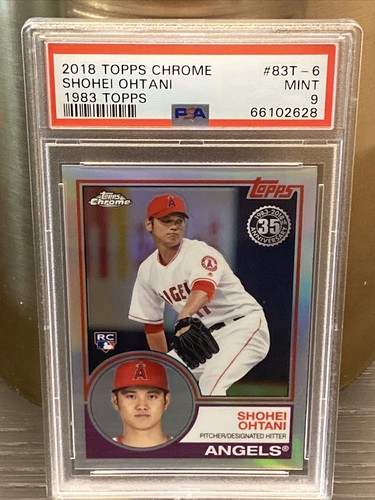 2018 TOPPS CHROME #83T-6
SHOHEI OHTANI MINT
1983 TOPPS 9
PSA 66102628
Topps Chrome
Topps
1983-2018
35
ANNIVERSARY
A
ANGELS
A
17
RC
A
SHOHEI
OHTANI
PITCHER/DESIGNATED HITTER
ANGELS®